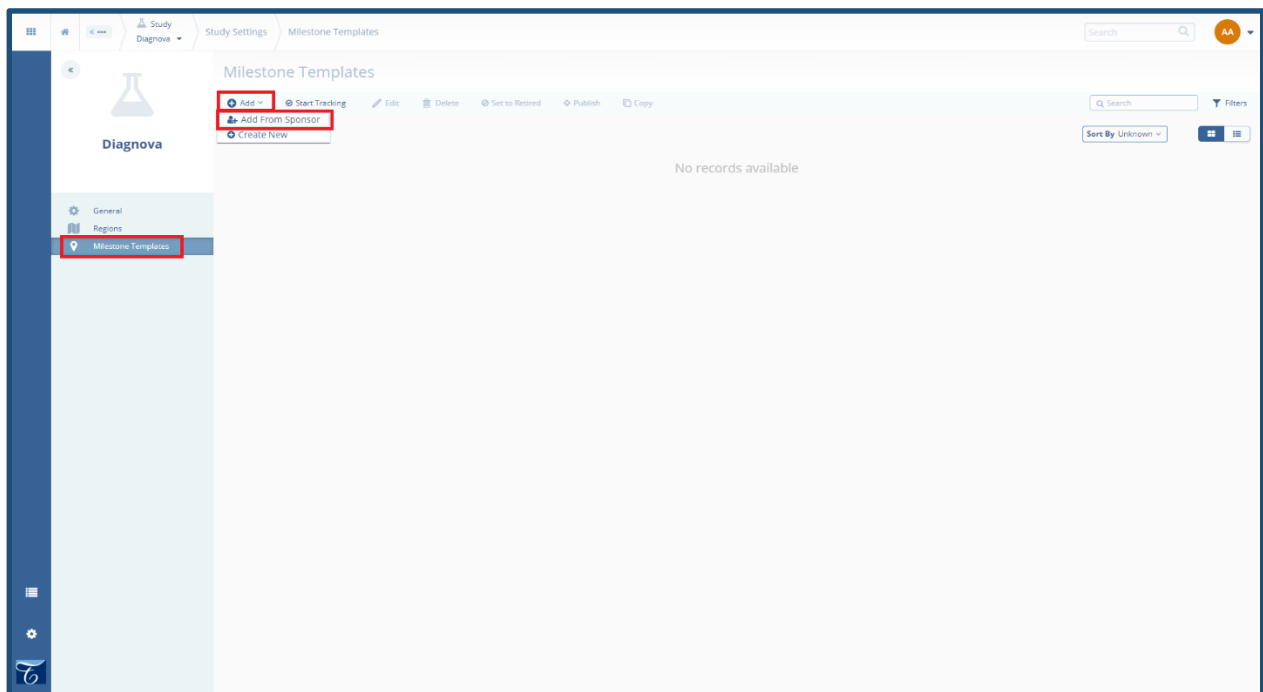 Study
< ••• Diagnova Study Settings Milestone Templates Search AA
Milestone Templates
Add Start Tracking Edit Delete Set to Retired Publish Copy Search Filters
Add From Sponsor
Create New Sort By Unknown
Diagnova
No records available
General
Regions
Milestone Templates